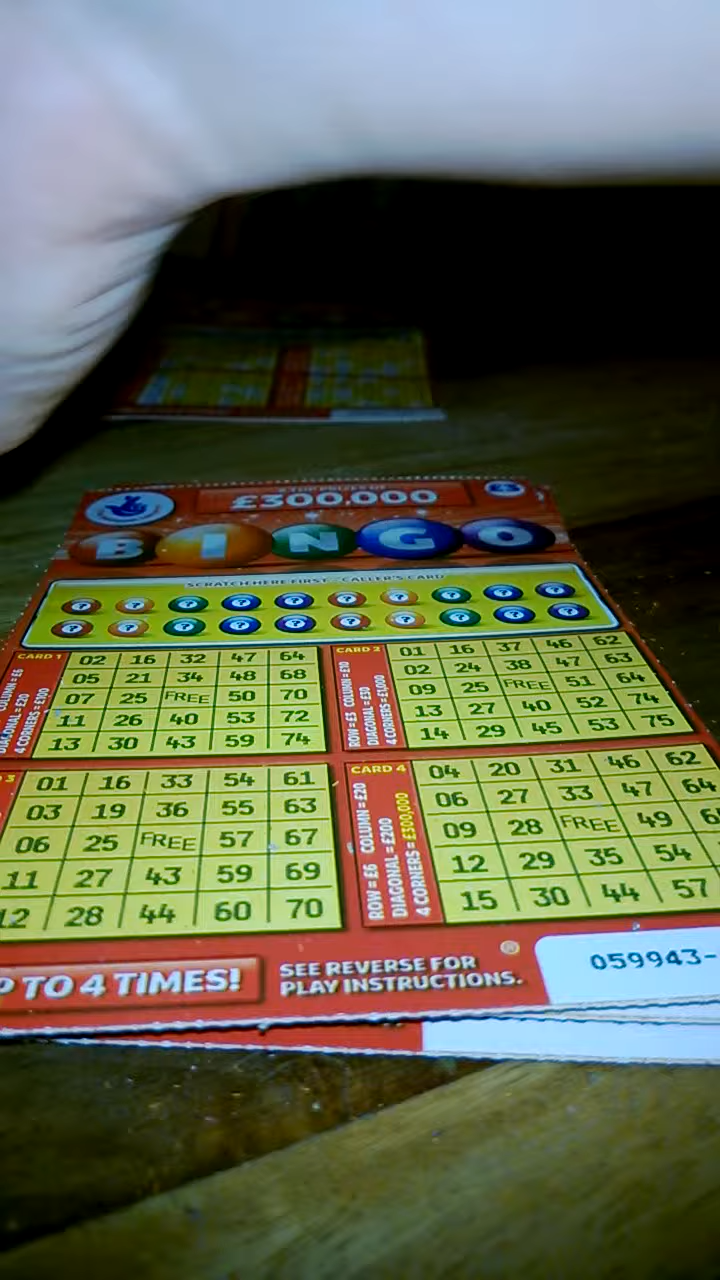 £300,000
BINGO
SCRATCH HERE FIRST - CALLER'S CARD
CARD 1
COLUMN = £6
DIAGONAL = £20
4 CORNERS = £100
02 16 32 47 64
05 21 34 48 68
07 25 FREE 50 70
11 26 40 53 72
13 30 43 59 74
CARD 2
ROW = £5 COLUMN = £10
DIAGONAL = £30
4 CORNERS = £1,000
01 16 37 46 62
02 24 38 47 63
09 25 FREE 51 64
13 27 40 52 74
14 29 45 53 75
3
01 16 33 54 61
03 19 36 55 63
06 25 FREE 57 67
11 27 43 59 69
12 28 44 60 70
CARD 4
ROW = £6 COLUMN = £20
DIAGONAL = £200
4 CORNERS = £300,000
04 20 31 46 62
06 27 33 47 64
09 28 FREE 49
12 29 35 54
15 30 44 57
P TO 4 TIMES!
SEE REVERSE FOR
PLAY INSTRUCTIONS.
059943-